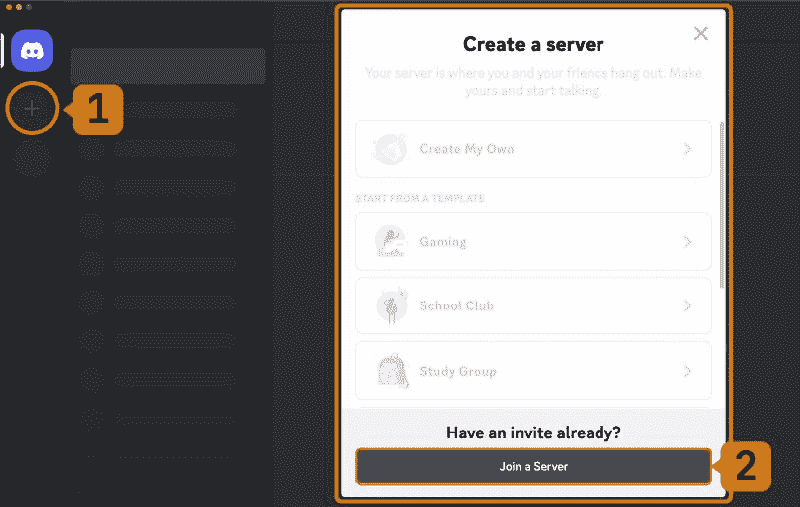 Create a server
Your server is where you and your friends hang out. Make
yours and start talking.
1
Create My Own
START FROM A TEMPLATE
Gaming
School Club
Study Group
Have an invite already?
Join a Server
2